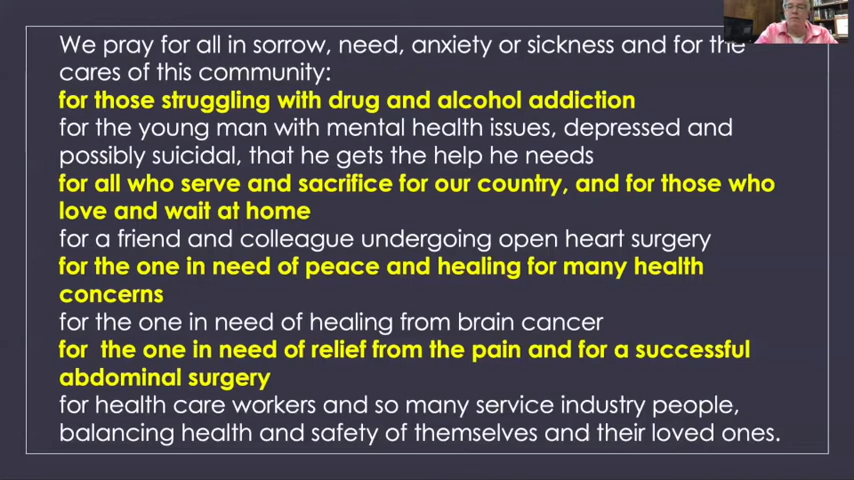 We pray for all in sorrow, need, anxiety or sickness and for the
cares of this community:
for those struggling with drug and alcohol addiction
for the young man with mental health issues, depressed and
possibly suicidal, that he gets the help he needs
for all who serve and sacrifice for our country, and for those who
love and wait at home
for a friend and colleague undergoing open heart surgery
for the one in need of peace and healing for many health
concerns
for the one in need of healing from brain cancer
for  the one in need of relief from the pain and for a successful
abdominal surgery
for health care workers and so many service industry people,
balancing health and safety of themselves and their loved ones.